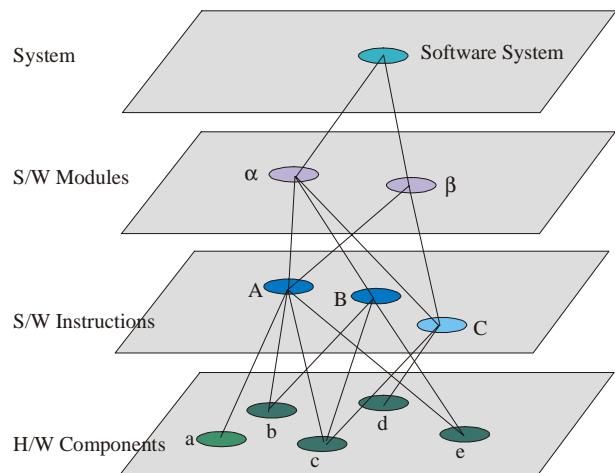 System
Software System
S/W Modules
α
β
S/W Instructions
A
B
C
H/W Components
a
b
c
d
e